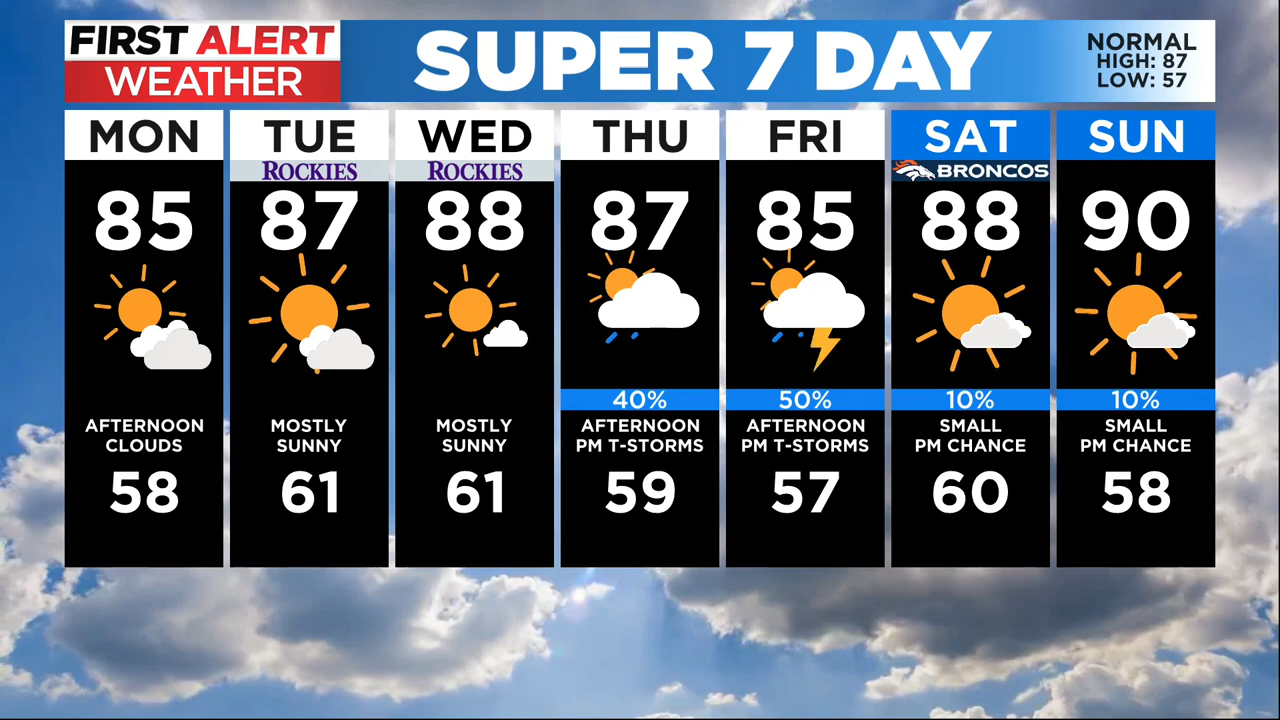 FIRST ALERT
WEATHER
SUPER 7 DAY
NORMAL
HIGH: 87
LOW: 57
MON
85
AFTERNOON
CLOUDS
58
TUE
ROCKIES
87
MOSTLY
SUNNY
61
WED
ROCKIES
88
MOSTLY
SUNNY
61
THU
87
40%
AFTERNOON
PM T-STORMS
59
FRI
85
50%
AFTERNOON
PM T-STORMS
57
SAT
BRONCOS
88
10%
SMALL
PM CHANCE
60
SUN
90
10%
SMALL
PM CHANCE
58